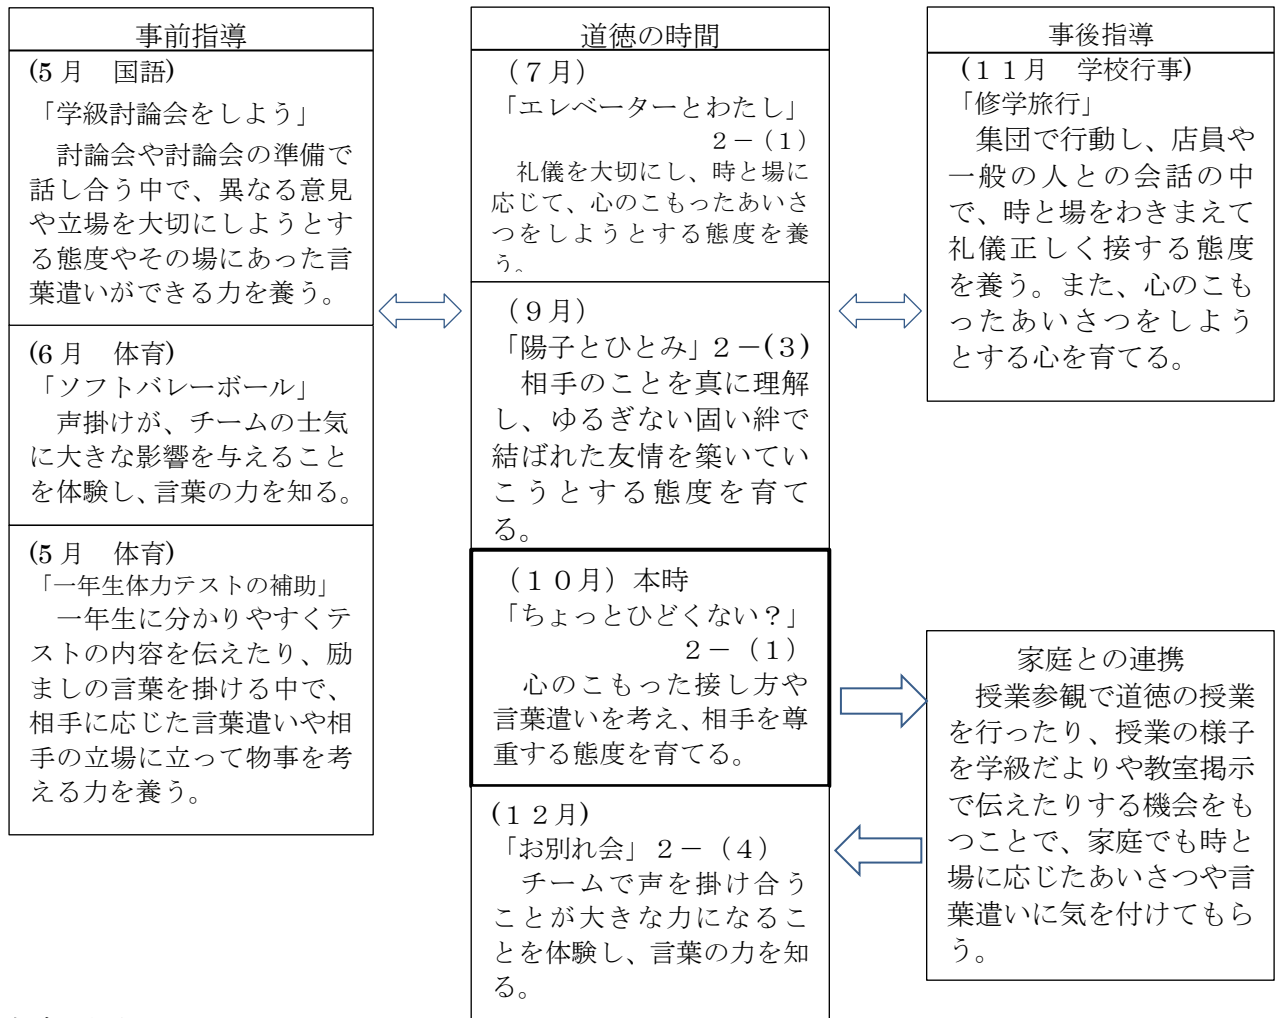 事前指導
(5月　国語)
「学級討論会をしよう」
　討論会や討論会の準備で
話し合う中で、異なる意見
や立場を大切にしようとす
る態度やその場にあった言
葉遣いができる力を養う。
(6月　体育)
「ソフトバレーボール」
　声掛けが、チームの士気
に大きな影響を与えること
を体験し、言葉の力を知る。
(5月　体育)
「一年生体力テストの補助」
　一年生に分かりやすくテ
ストの内容を伝えたり、励
ましの言葉を掛ける中で、
相手に応じた言葉遣いや相
手の立場に立って物事を考
える力を養う。
道徳の時間
（７月）
「エレベーターとわたし」
２－（１）
　礼儀を大切にし、時と場に
応じて、心のこもったあいさ
つをしようとする態度を養
う。
（９月）
「陽子とひとみ」２－(３)
　相手のことを真に理解
し、ゆるぎない固い絆で
結ばれた友情を築いてい
こうとする態度を育て
る。
（１０月）本時
「ちょっとひどくない？」
２－（１）
　心のこもった接し方や
言葉遣いを考え、相手を尊
重する態度を育てる。
(１２月)
「お別れ会」２－（４）
　チームで声を掛け合う
ことが大きな力になるこ
とを体験し、言葉の力を知
る。
事後指導
(１１月　学校行事)
「修学旅行」
　集団で行動し、店員や
一般の人との会話の中
で、時と場をわきまえて
礼儀正しく接する態度
を養う。また、心のこも
ったあいさつをしよう
とする心を育てる。
家庭との連携
　授業参観で道徳の授業
を行ったり、授業の様子
を学級だよりや教室掲示
で伝えたりする機会をも
つことで、家庭でも時と
場に応じたあいさつや言
葉遣いに気を付けてもら
う。